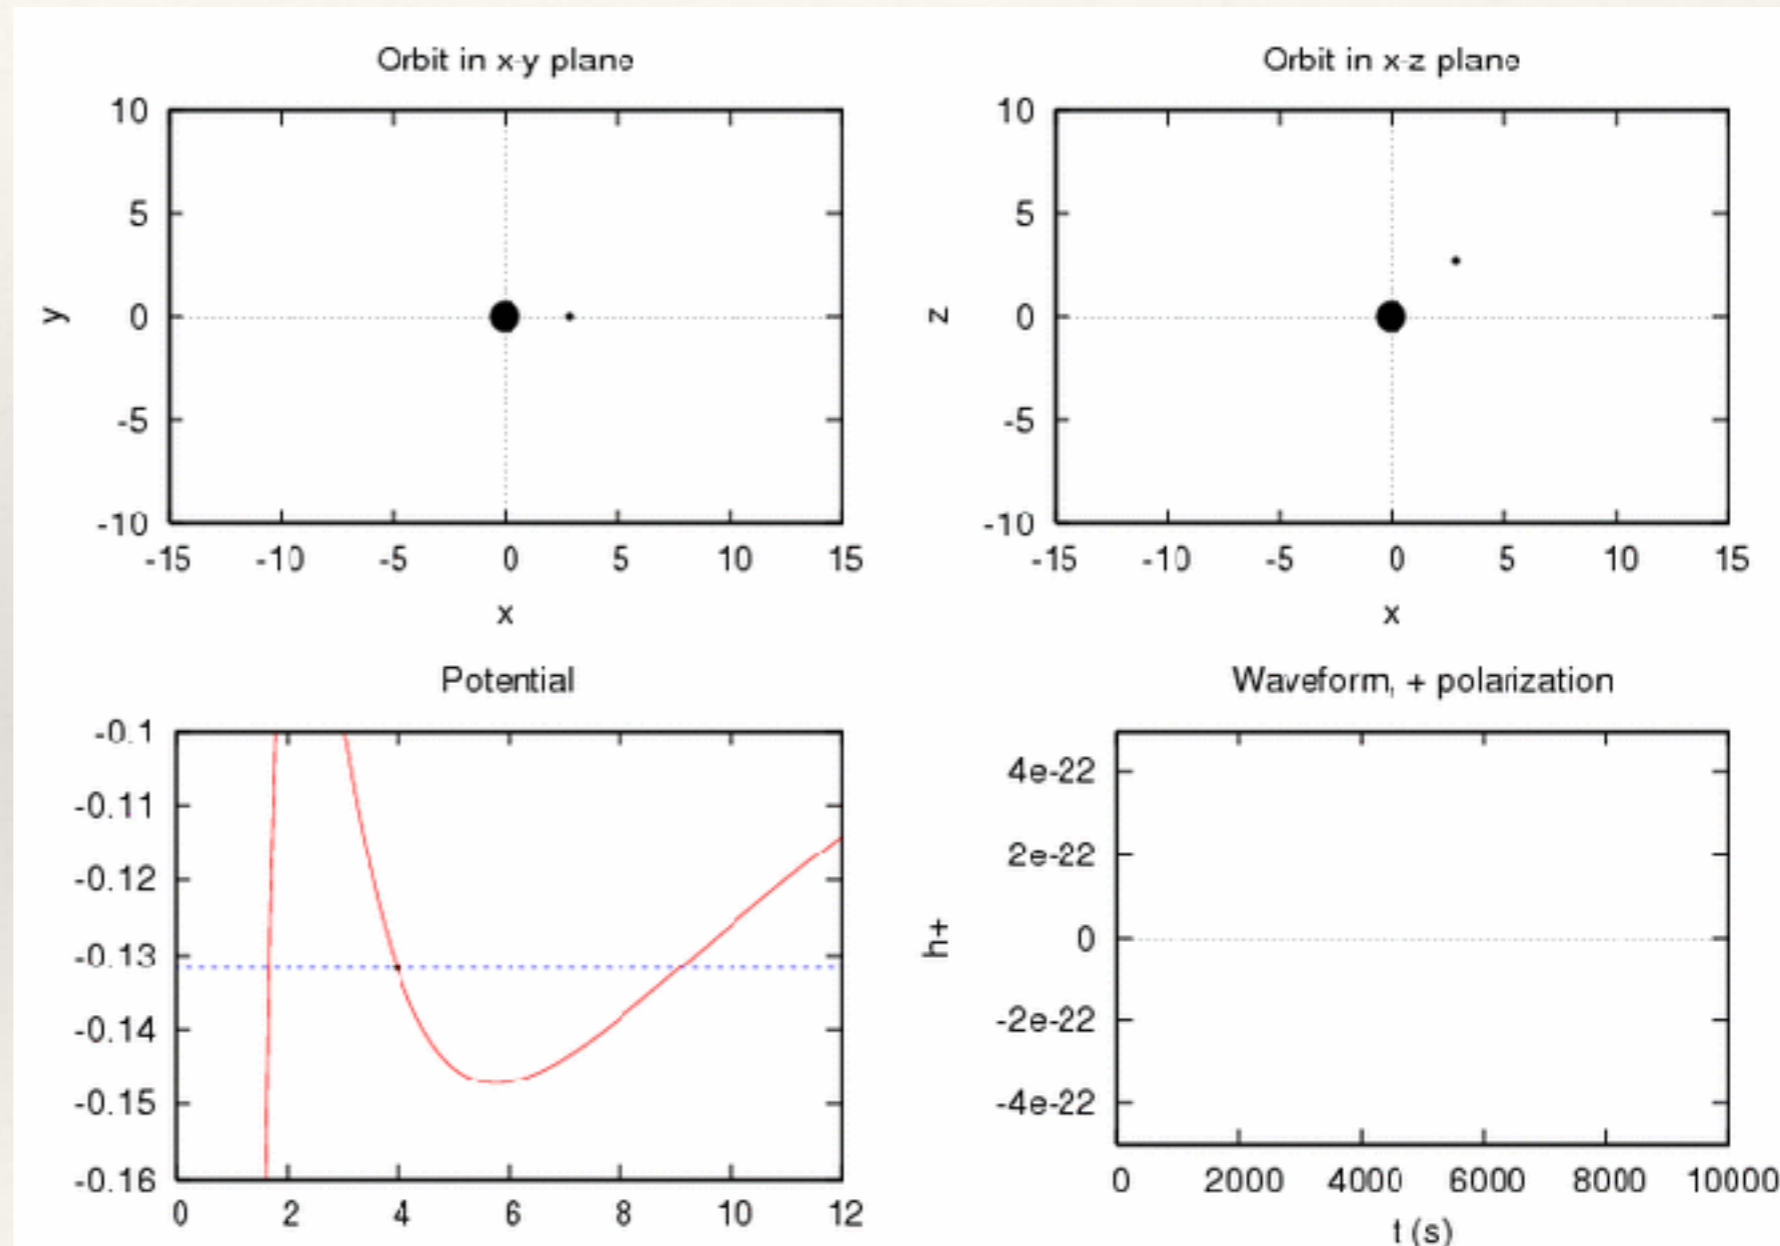 Orbit in x-y plane
10
5
0
-5
-10
-15 -10 -5 0 5 10 15
y
x
Orbit in x-z plane
10
5
0
-5
-10
-15 -10 -5 0 5 10 15
z
x
Potential
-0.1
-0.11
-0.12
-0.13
-0.14
-0.15
-0.16
0 2 4 6 8 10 12
Waveform, + polarization
4e-22
2e-22
0
-2e-22
-4e-22
h+
0 2000 4000 6000 8000 10000
t (s)